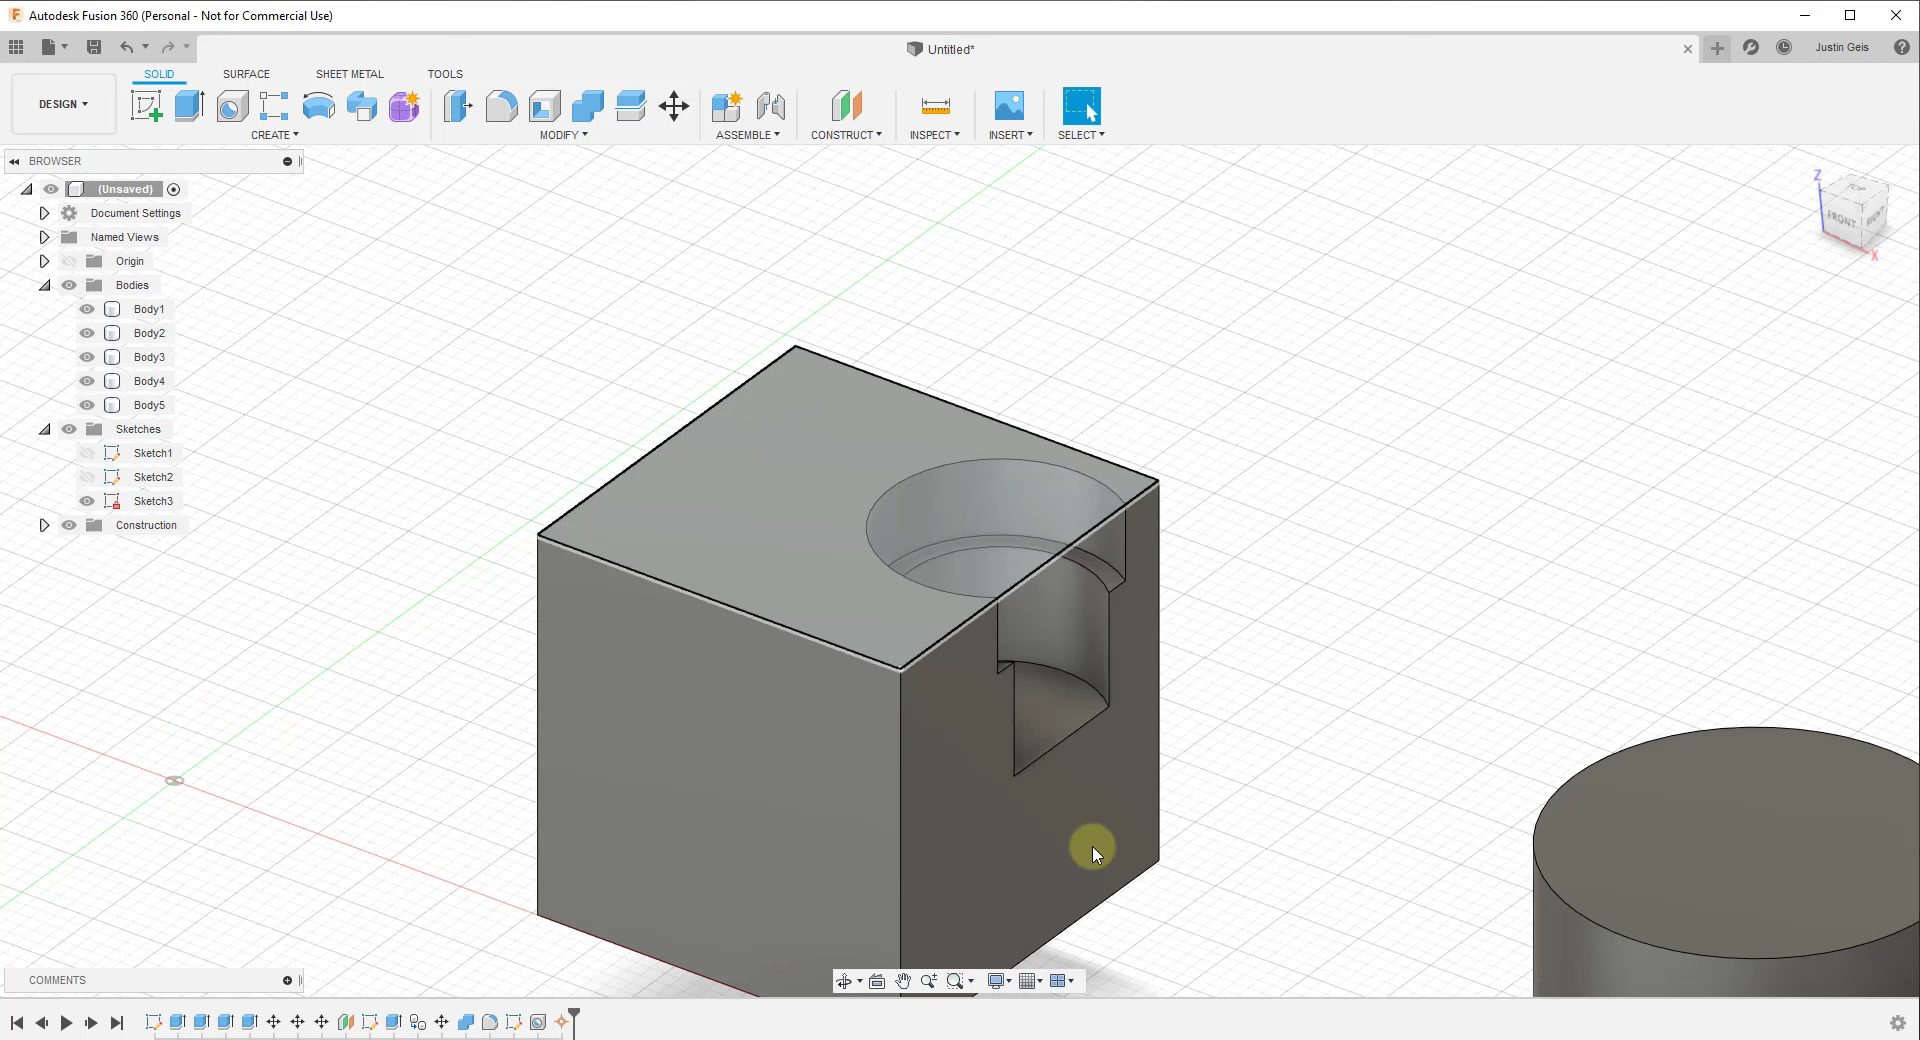 Autodesk Fusion 360 (Personal - Not for Commercial Use)
Untitled*
Justin Geis
DESIGN
SOLID
SURFACE
SHEET METAL
TOOLS
CREATE
MODIFY
ASSEMBLE
CONSTRUCT
INSPECT
INSERT
SELECT
BROWSER
(Unsaved)
Document Settings
Named Views
Origin
Bodies
Body1
Body2
Body3
Body4
Body5
Sketches
Sketch1
Sketch2
Sketch3
Construction
Z
TOP
FRONT
RIGHT
X
COMMENTS